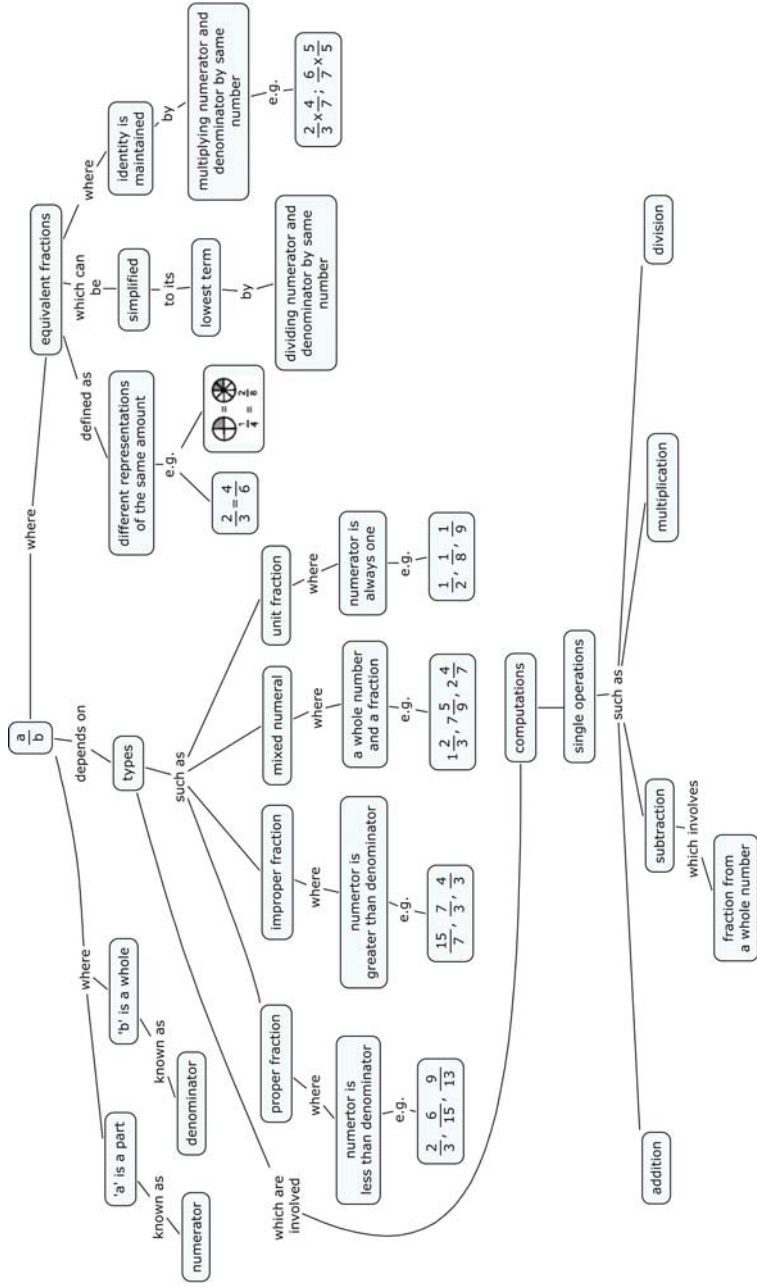 a
b
where
'a' is a part
known as
numerator
'b' is a whole
known as
denominator
depends on
types
such as
proper fraction
where
numertor is
less than denominator
e.g.
2/3, 6/15, 9/13
improper fraction
where
numertor is
greater than denominator
e.g.
15/7, 7/3, 4/3
mixed numeral
where
a whole number
and a fraction
e.g.
1 2/3, 7 5/9, 2 4/7
unit fraction
where
numerator is
always one
e.g.
1/2, 1/8, 1/9
which are
involved
computations
single operations
such as
addition
subtraction
which involves
fraction from
a whole number
multiplication
division
where
equivalent fractions
defined as
different representations
of the same amount
e.g.
2/3 = 4/6
=
1/4 = 2/8
which can
be
simplified
to its
lowest term
by
dividing numerator and
denominator by same
number
where
identity is
maintained
by
multiplying numerator and
denominator by same
number
e.g.
2/3 x 4/7 ; 6/7 x 5/5